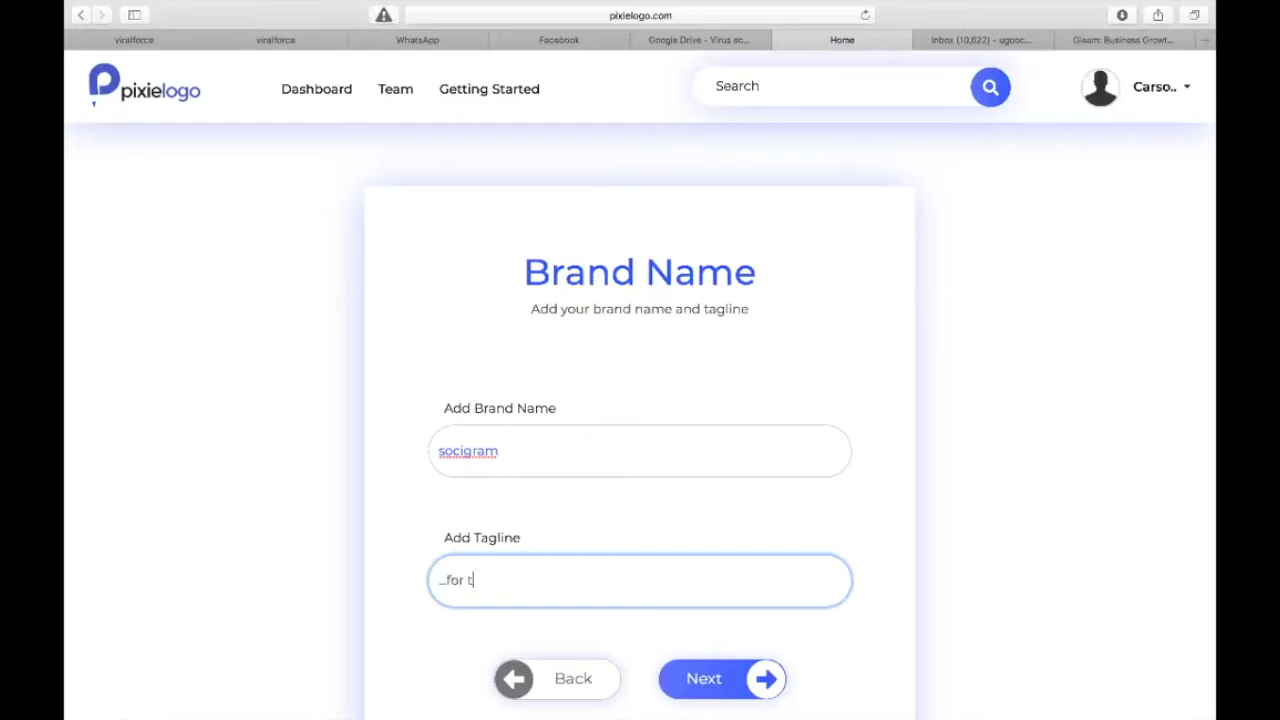 pixielogo.com
viralforce
viralforce
WhatsApp
Facebook
Google Drive – Virus sc...
Home
Inbox (10,622) – ugooc...
Gleam: Business Growt...
pixielogo
Dashboard
Team
Getting Started
Search
Carso..
Brand Name
Add your brand name and tagline
Add Brand Name
socigram
Add Tagline
...for t
Back
Next